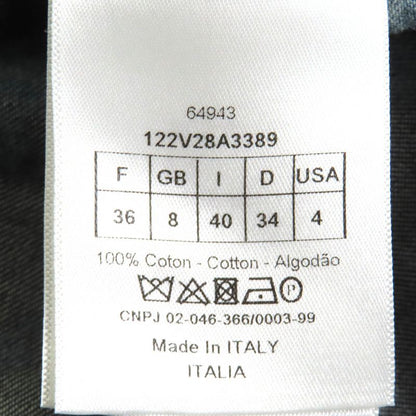 64943
122V28A3389
F GB I D USA
36 8 40 34 4
100% Coton - Cotton - Algodão
P
CNPJ 02-046-366/0003-99
Made In ITALY
ITALIA